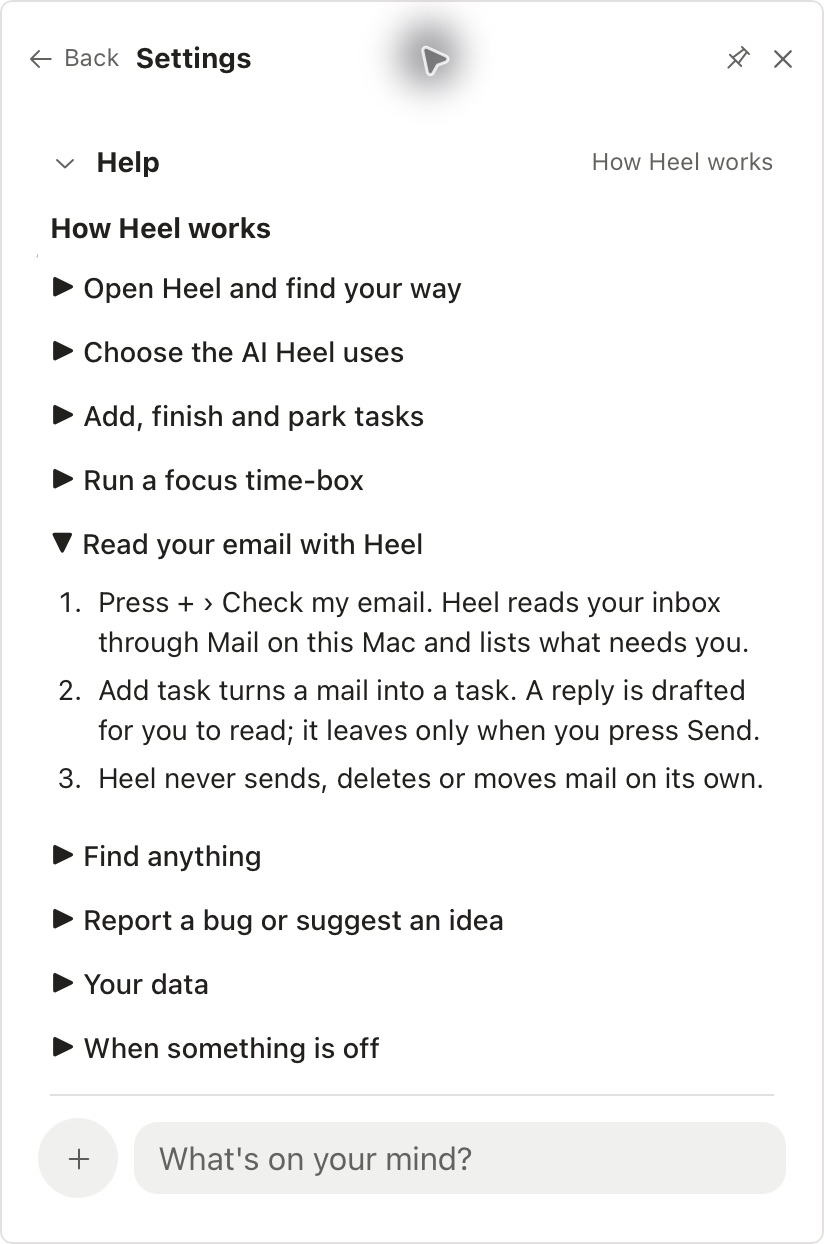 ← Back Settings
Help How Heel works
How Heel works
▶ Open Heel and find your way
▶ Choose the AI Heel uses
▶ Add, finish and park tasks
▶ Run a focus time-box
▼ Read your email with Heel
1. Press + › Check my email. Heel reads your inbox
through Mail on this Mac and lists what needs you.
2. Add task turns a mail into a task. A reply is drafted
for you to read; it leaves only when you press Send.
3. Heel never sends, deletes or moves mail on its own.
▶ Find anything
▶ Report a bug or suggest an idea
▶ Your data
▶ When something is off
+ What's on your mind?